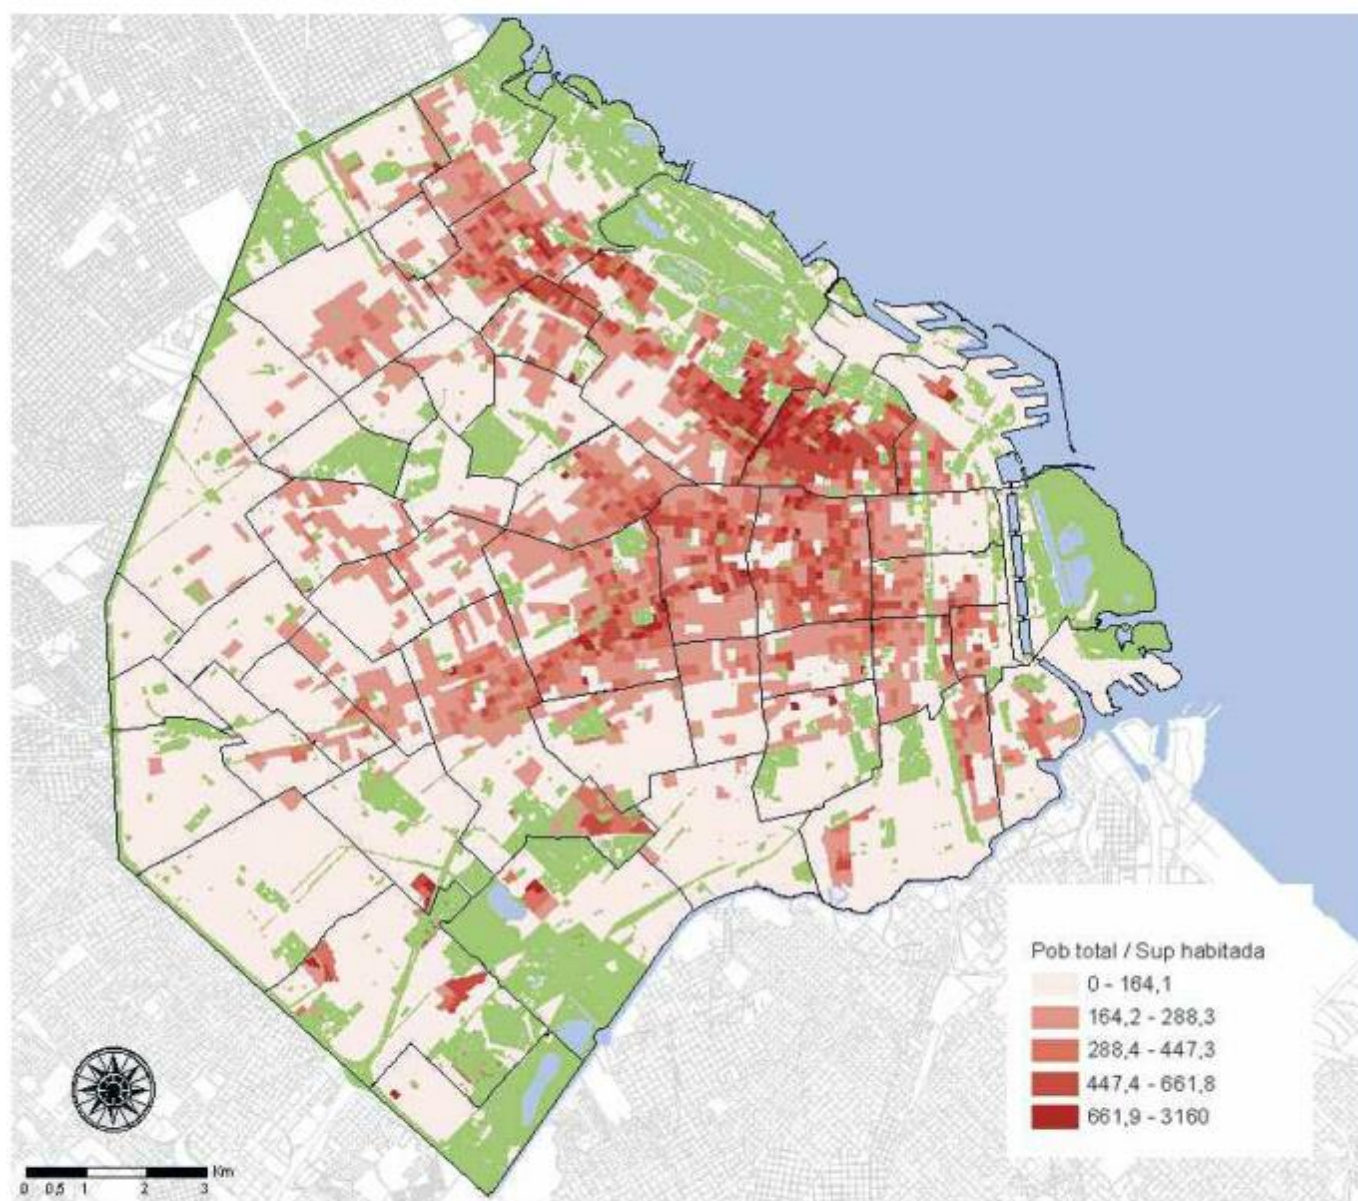 Pob total / Sup habitada
0 - 164,1
164,2 - 288,3
288,4 - 447,3
447,4 - 661,8
661,9 - 3160
Km
0 0,5 1 2 3